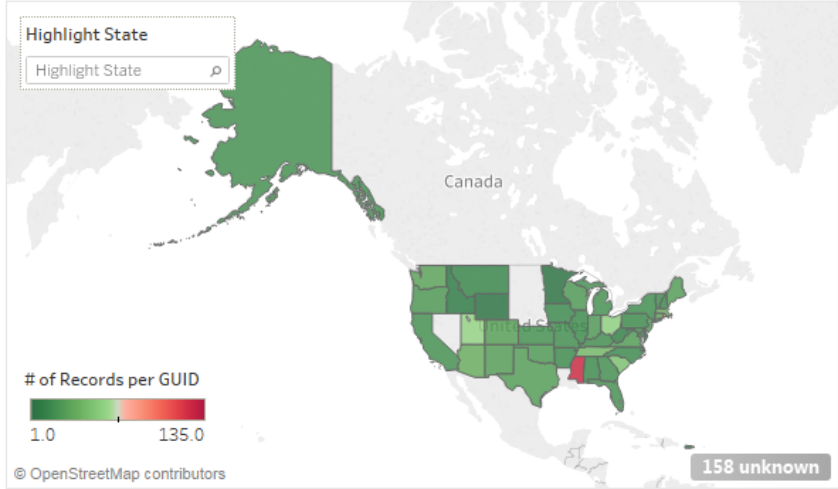 Highlight State
Highlight State
Canada
United States
# of Records per GUID
1.0 135.0
© OpenStreetMap contributors
158 unknown